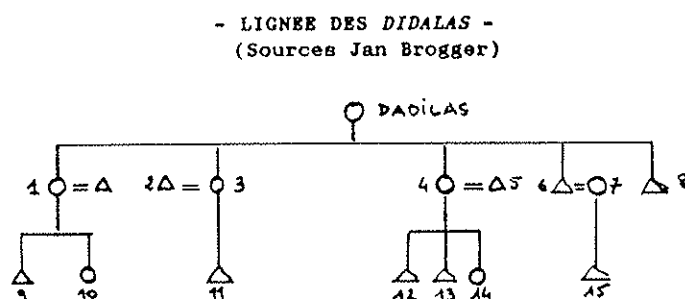 - LIGNEE DES DIDALAS -
(Sources Jan Brogger)
DADILAS
1 = 2 = 3 4 = 5 6 = 7 8
9 10 11 12 13 14 15